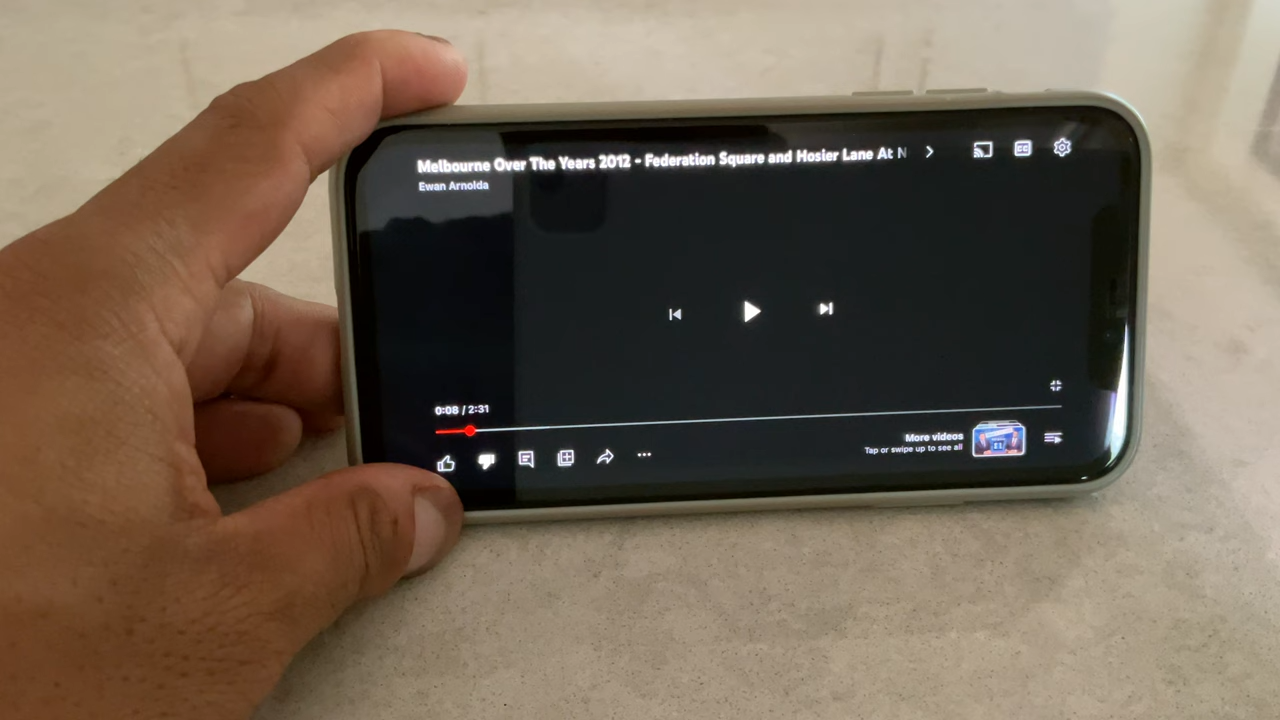 Melbourne Over The Years 2012 - Federation Square and Hosier Lane At N
Ewan Arnolda
CC
0:08 / 2:31
More videos
Tap or swipe up to see all